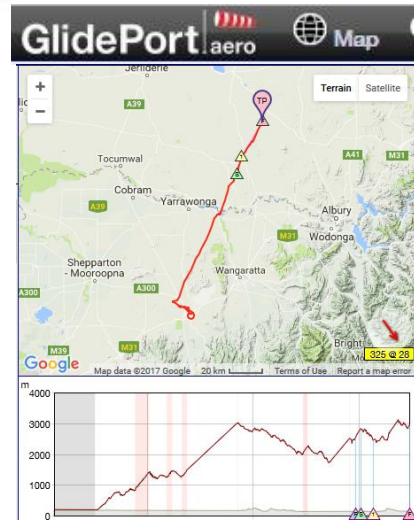 GlidePort .aero Map
Jerilderie
+
A39
TP
Terrain Satellite
−
1
Tocumwal
A41 M31
S
Cobram
Yarrawonga
A39
Albury
M31
Wodonga
Shepparton
- Mooroopna
A300
Wangaratta
A300
M39
M31
Bright
325 @ 28
Google
Map data ©2017 Google 20 km Terms of Use Report a map error
m
4000
3000
2000
1000
0